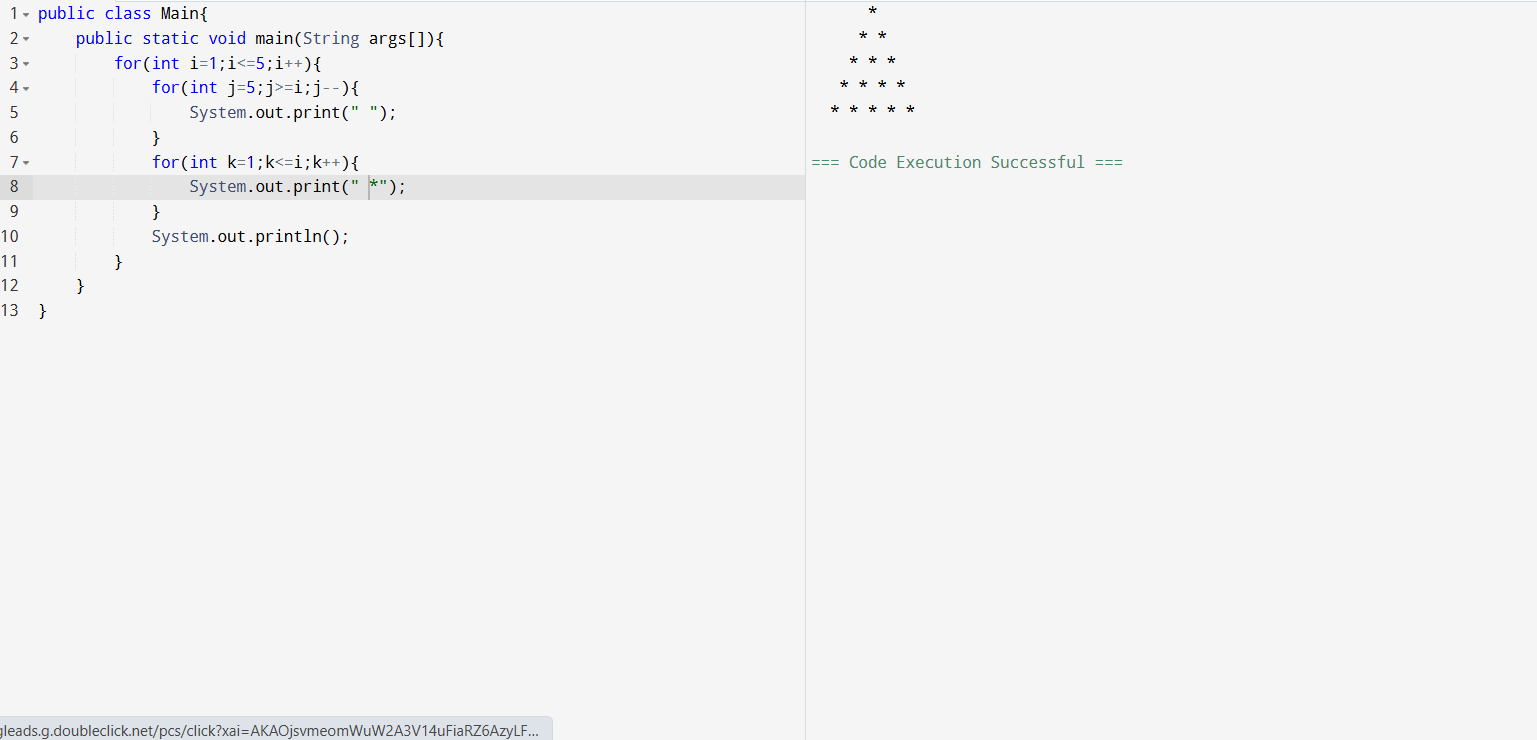 1 public class Main{
2     public static void main(String args[]){
3         for(int i=1;i<=5;i++){
4             for(int j=5;j>=i;j--){
5                 System.out.print(" ");
6             }
7             for(int k=1;k<=i;k++){
8                 System.out.print(" *");
9             }
10             System.out.println();
11         }
12     }
13 }
      *
     * *
    * * *
   * * * *
  * * * * *
=== Code Execution Successful ===
gleads.g.doubleclick.net/pcs/click?xai=AKAOjsvmeomWuW2A3V14uFiaRZ6AzyLF...